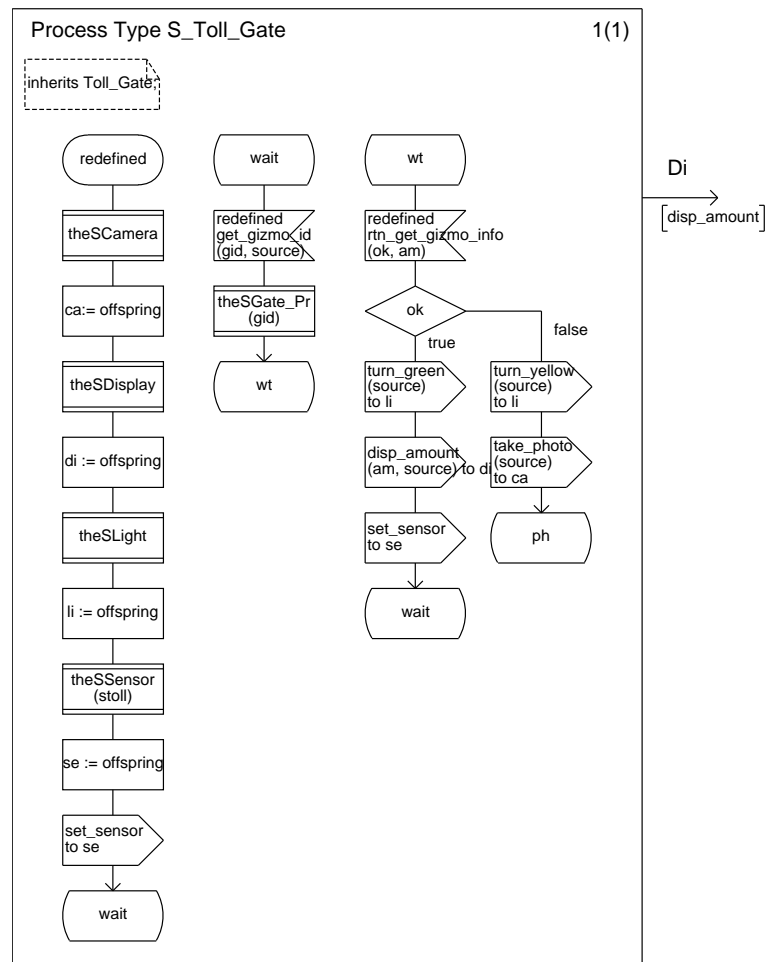 Process Type S_Toll_Gate
1(1)
inherits Toll_Gate;
redefined
theSCamera
ca:= offspring
theSDisplay
di := offspring
theSLight
li := offspring
theSSensor
(stoll)
se := offspring
set_sensor
to se
wait
wait
redefined
get_gizmo_id
(gid, source)
theSGate_Pr
(gid)
wt
wt
redefined
rtn_get_gizmo_info
(ok, am)
ok
true
false
turn_green
(source)
to li
disp_amount
(am, source) to di
set_sensor
to se
wait
turn_yellow
(source)
to li
take_photo
(source)
to ca
ph
Di
[disp_amount]